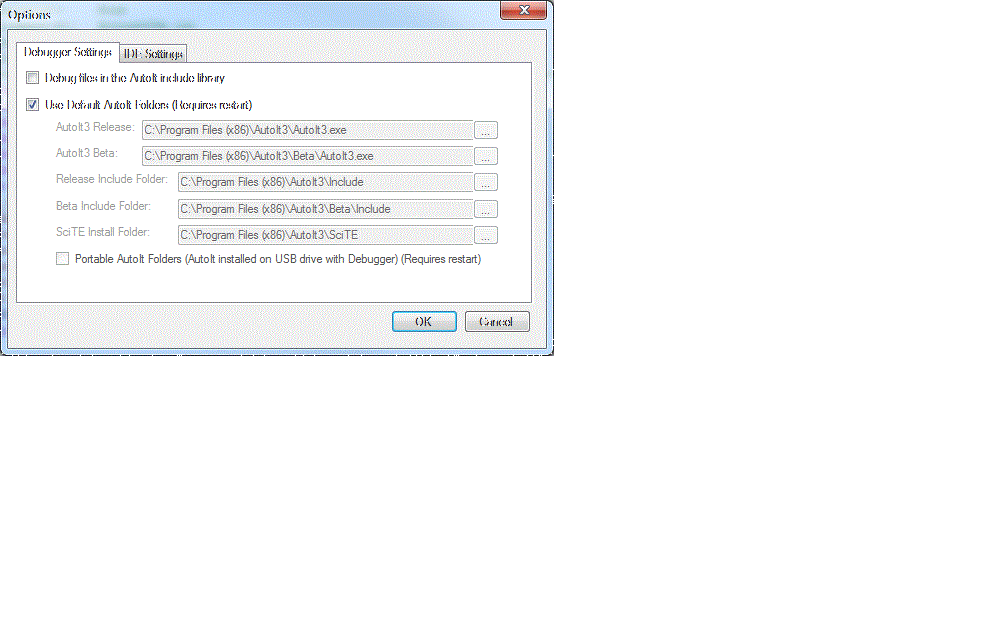 Options
Debugger Settings IDE Settings
Debug files in the AutoIt include library
Use Default AutoIt Folders (Requires restart)
AutoIt3 Release: C:\Program Files (x86)\AutoIt3\AutoIt3.exe ...
AutoIt3 Beta: C:\Program Files (x86)\AutoIt3\Beta\AutoIt3.exe ...
Release Include Folder: C:\Program Files (x86)\AutoIt3\Include ...
Beta Include Folder: C:\Program Files (x86)\AutoIt3\Beta\Include ...
SciTE Install Folder: C:\Program Files (x86)\AutoIt3\SciTE ...
Portable AutoIt Folders (AutoIt installed on USB drive with Debugger) (Requires restart)
OK Cancel